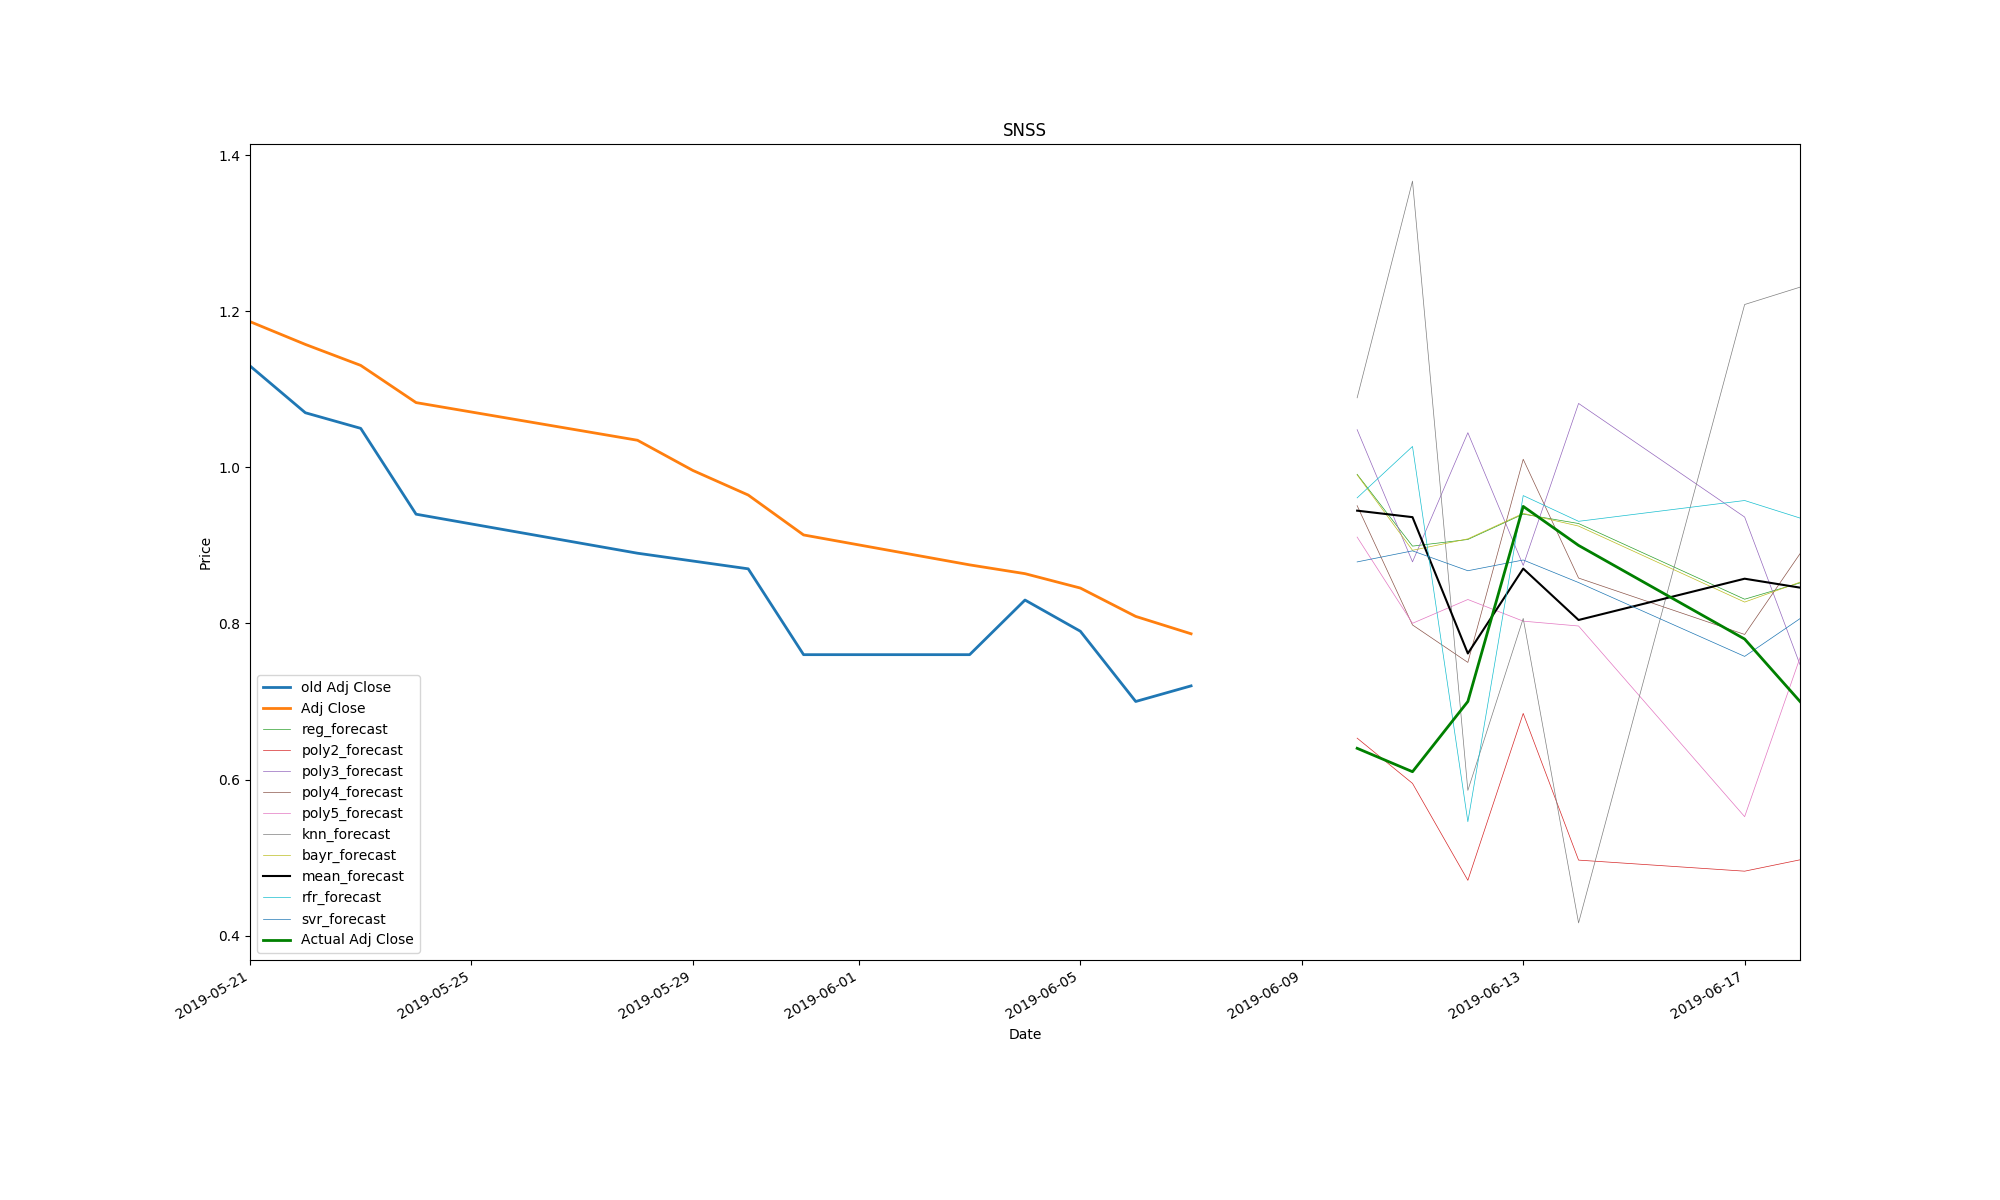 SNSS
1.4
1.2
1.0
0.8
0.6
0.4
Price
old Adj Close
Adj Close
reg_forecast
poly2_forecast
poly3_forecast
poly4_forecast
poly5_forecast
knn_forecast
bayr_forecast
mean_forecast
rfr_forecast
svr_forecast
Actual Adj Close
2019-05-21
2019-05-25
2019-05-29
2019-06-01
2019-06-05
2019-06-09
2019-06-13
2019-06-17
Date